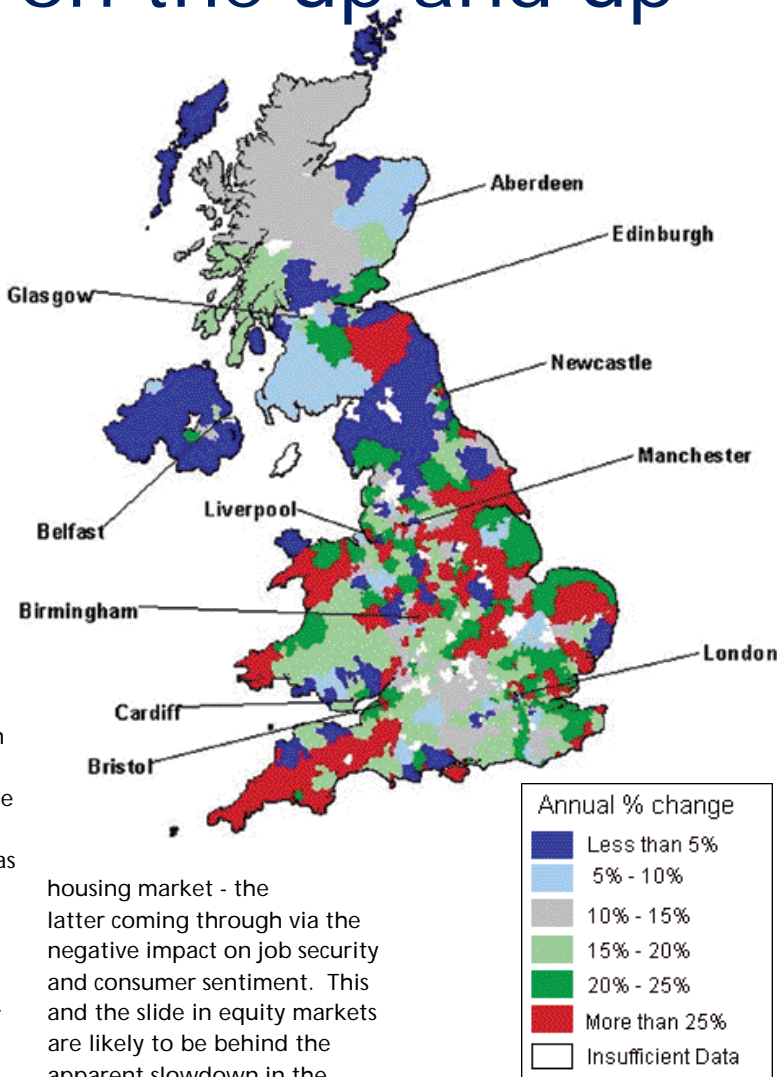 on the up and up
Aberdeen
Edinburgh
Glasgow
Newcastle
Manchester
Liverpool
Belfast
Birmingham
London
Cardiff
Bristol
housing market - the
latter coming through via the
negative impact on job security
and consumer sentiment. This
and the slide in equity markets
are likely to be behind the
apparent slowdown in the
Annual % change
Less than 5%
5% - 10%
10% - 15%
15% - 20%
20% - 25%
More than 25%
Insufficient Data